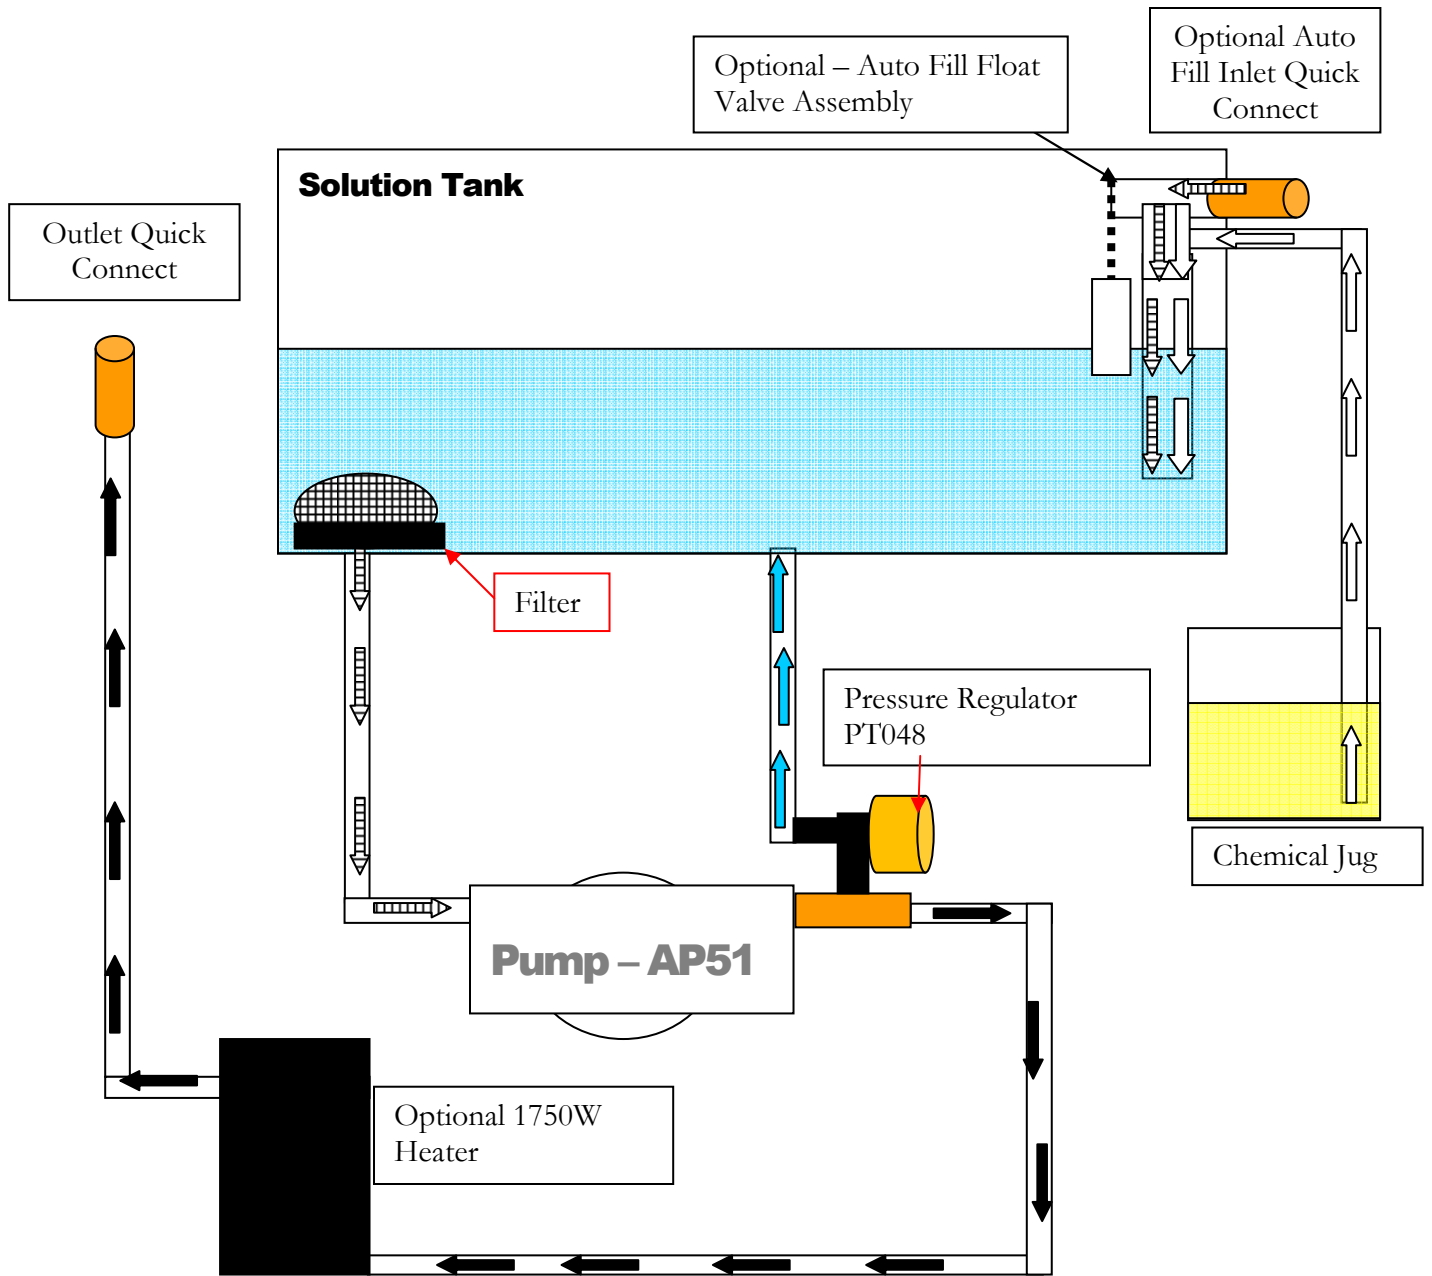 Optional Auto
Fill Inlet Quick
Connect
Optional – Auto Fill Float
Valve Assembly
Solution Tank
Outlet Quick
Connect
Filter
Pressure Regulator
PT048
Chemical Jug
Pump – AP51
Optional 1750W
Heater